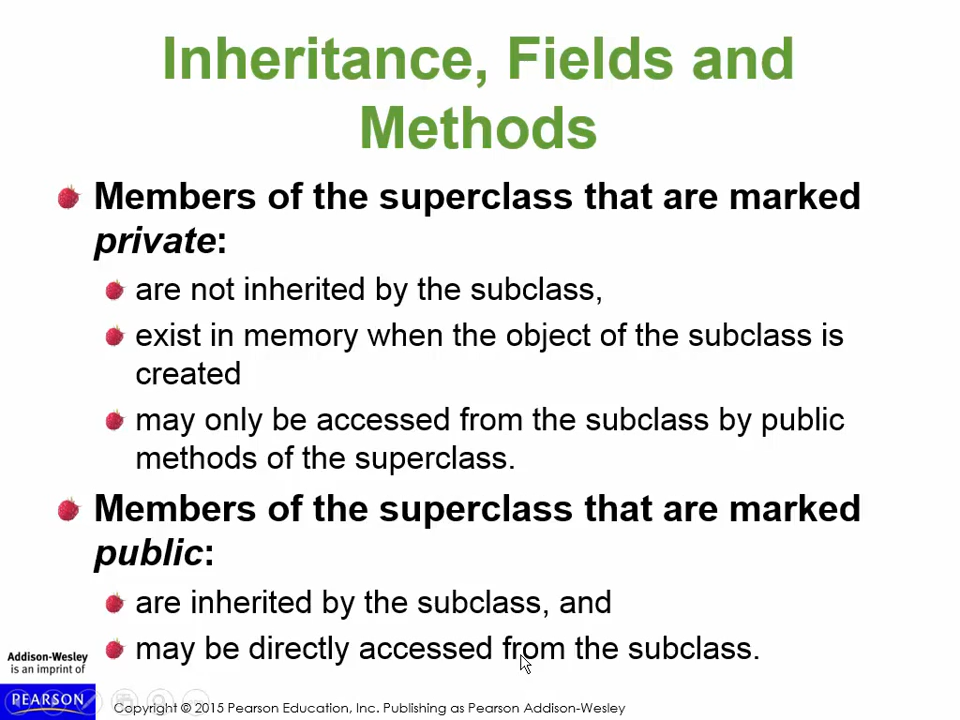 Inheritance, Fields and
Methods
Members of the superclass that are marked
private:
are not inherited by the subclass,
exist in memory when the object of the subclass is
created
may only be accessed from the subclass by public
methods of the superclass.
Members of the superclass that are marked
public:
are inherited by the subclass, and
may be directly accessed from the subclass.
Addison-Wesley
is an imprint of
PEARSON
Copyright © 2015 Pearson Education, Inc. Publishing as Pearson Addison-Wesley